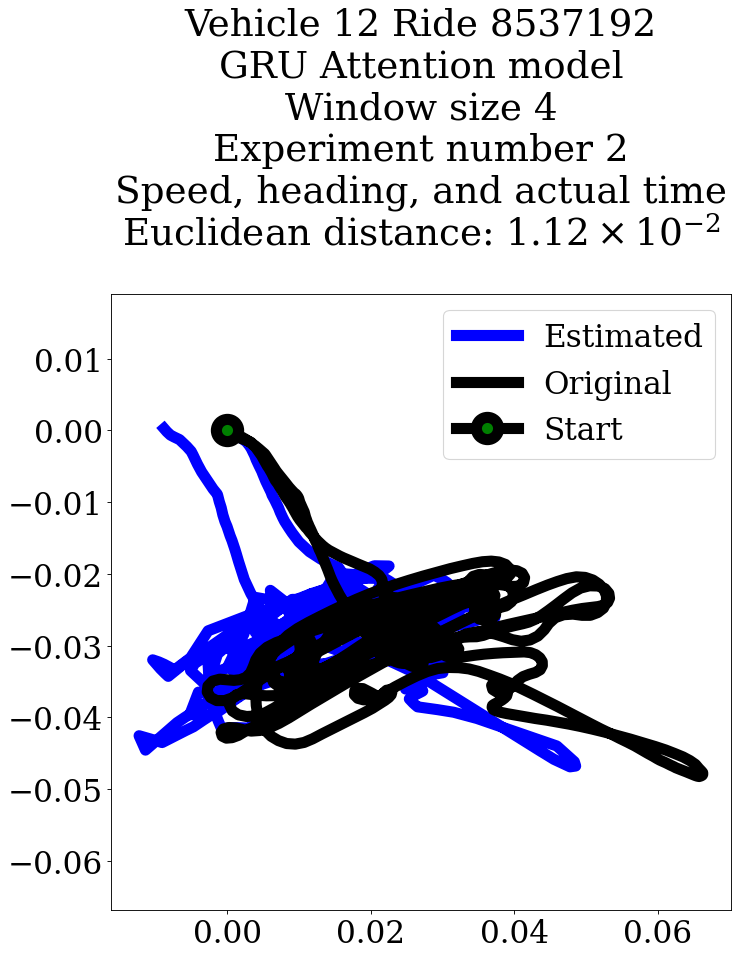 Vehicle 12 Ride 8537192
GRU Attention model
Window size 4
Experiment number 2
Speed, heading, and actual time
Euclidean distance: 1.12 × 10⁻²
Estimated
Original
Start
0.01
0.00
−0.01
−0.02
−0.03
−0.04
−0.05
−0.06
0.00 0.02 0.04 0.06